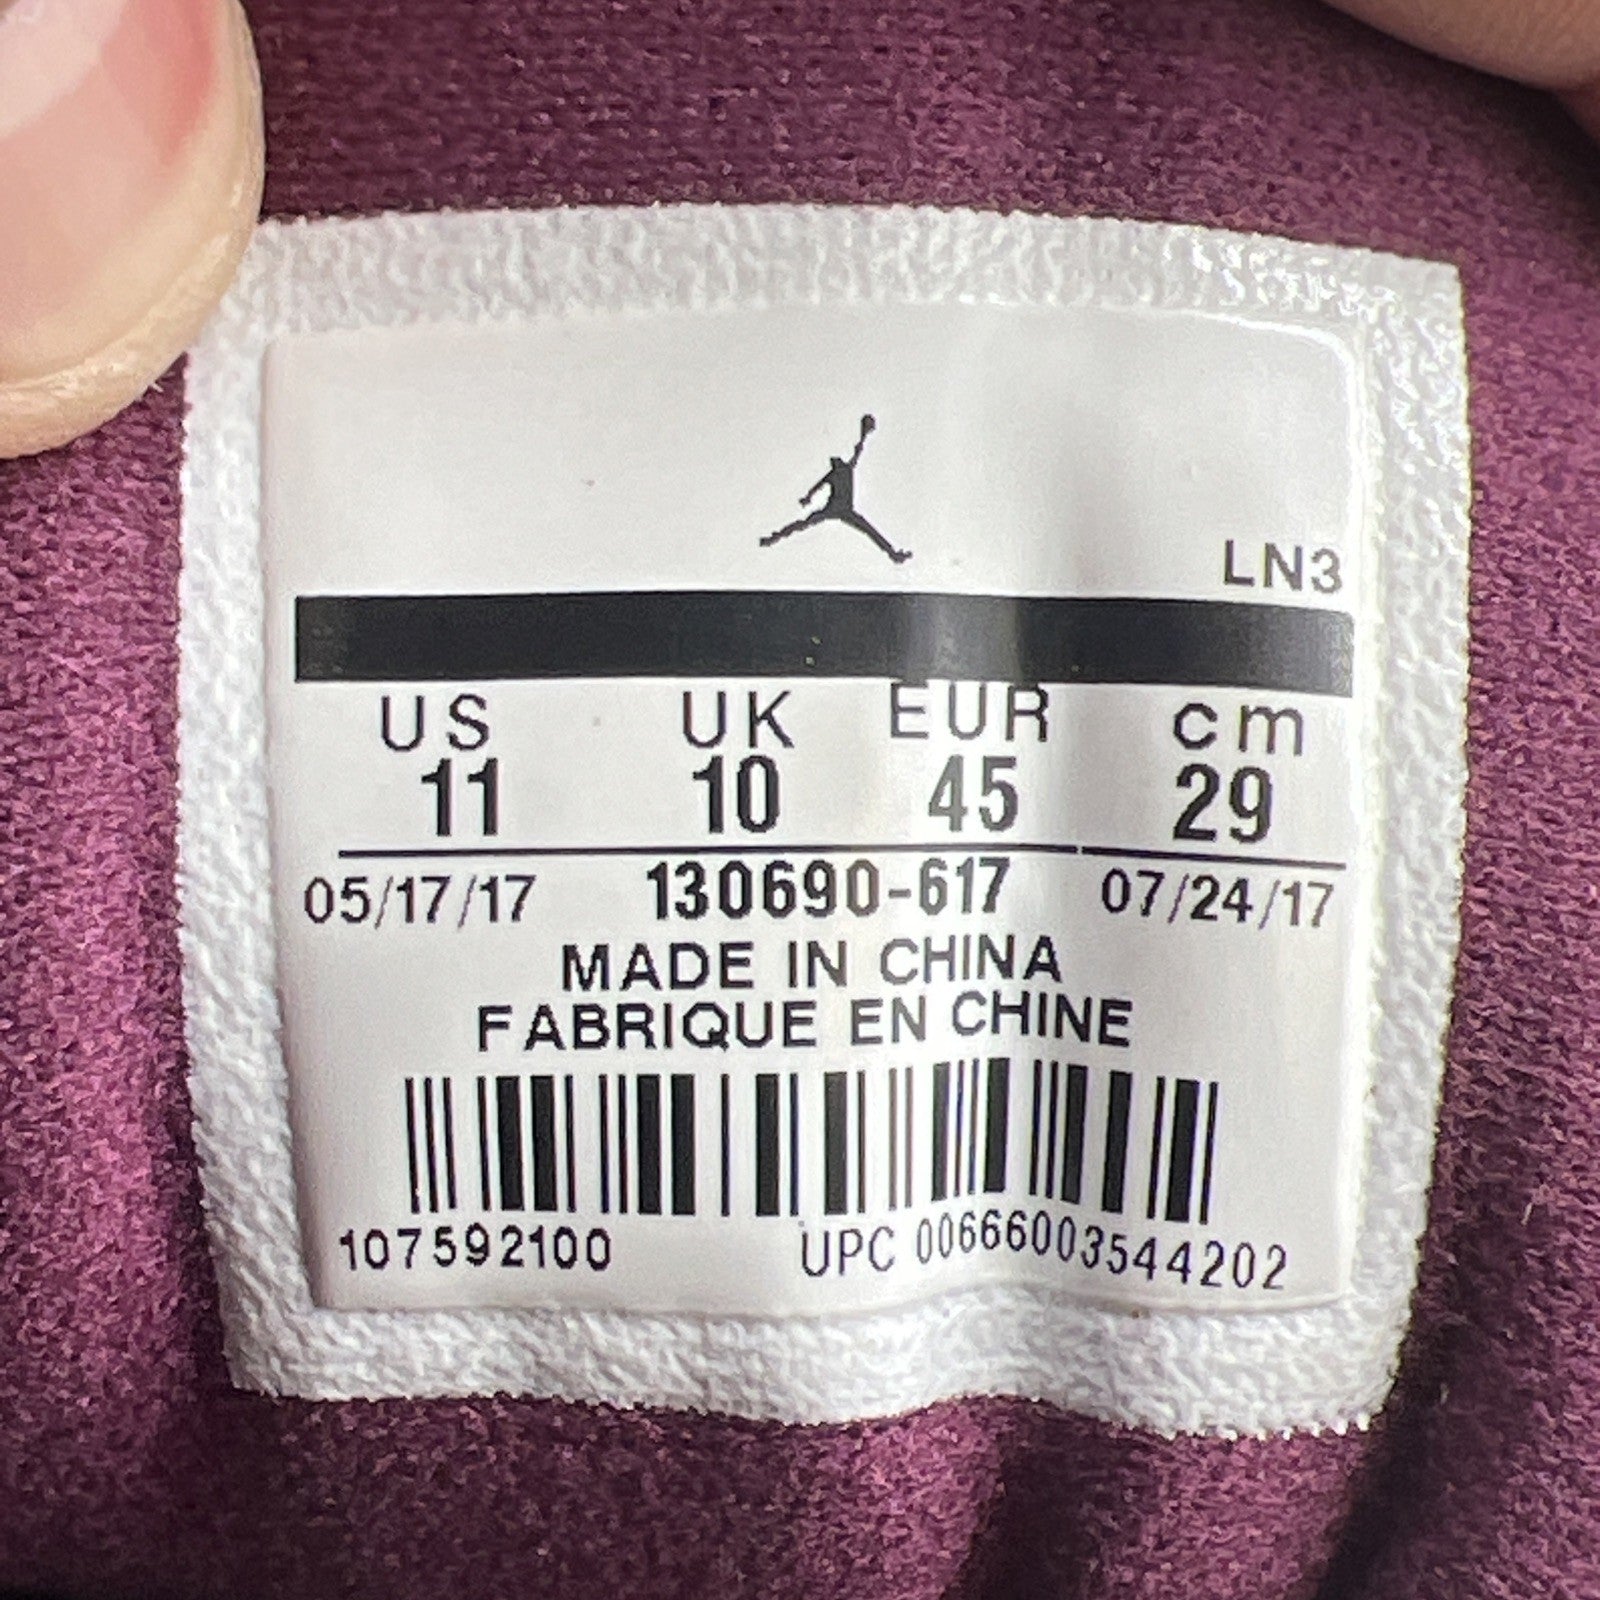 LN3
US UK EUR cm
11 10 45 29
05/17/17 130690-617 07/24/17
MADE IN CHINA
FABRIQUE EN CHINE
107592100 UPC 00666003544202